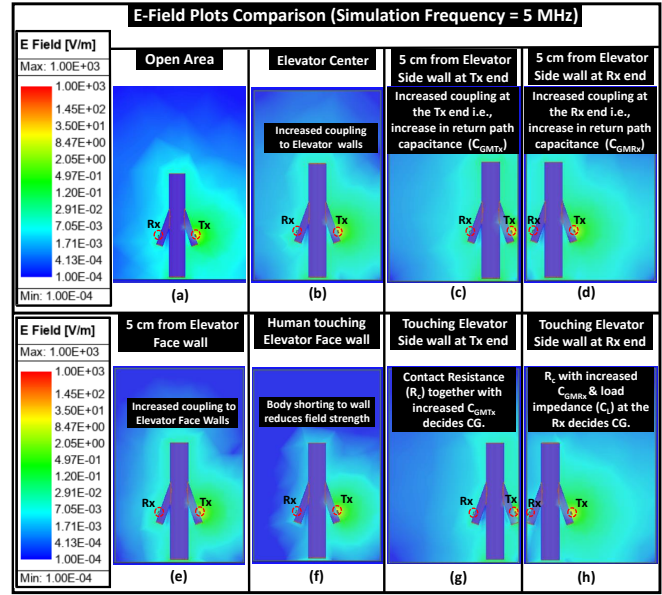 E-Field Plots Comparison (Simulation Frequency = 5 MHz)
E Field [V/m]
Max: 1.00E+03
1.00E+03
1.45E+02
3.50E+01
8.47E+00
2.05E+00
4.97E-01
1.20E-01
2.91E-02
7.05E-03
1.71E-03
4.13E-04
1.00E-04
Min: 1.00E-04
Open Area
Rx
Tx
(a)
Elevator Center
Increased coupling
to Elevator walls
Rx
Tx
(b)
5 cm from Elevator
Side wall at Tx end
Increased coupling at
the Tx end i.e.,
increase in return path
capacitance (C_GMTx)
Rx
Tx
(c)
5 cm from Elevator
Side wall at Rx end
Increased coupling at
the Rx end i.e.,
increase in return path
capacitance (C_GMRx)
Rx
Tx
(d)
E Field [V/m]
Max: 1.00E+03
1.00E+03
1.45E+02
3.50E+01
8.47E+00
2.05E+00
4.97E-01
1.20E-01
2.91E-02
7.05E-03
1.71E-03
4.13E-04
1.00E-04
Min: 1.00E-04
5 cm from Elevator
Face wall
Increased coupling to
Elevator Face Walls
Rx
Tx
(e)
Human touching
Elevator Face wall
Body shorting to wall
reduces field strength
Rx
Tx
(f)
Touching Elevator
Side wall at Tx end
Contact Resistance
(R_c) together with
increased C_GMTx
decides CG.
Rx
Tx
(g)
Touching Elevator
Side wall at Rx end
R_c with increased
C_GMRx & load
impedance (C_L) at the
Rx decides CG.
Rx
Tx
(h)